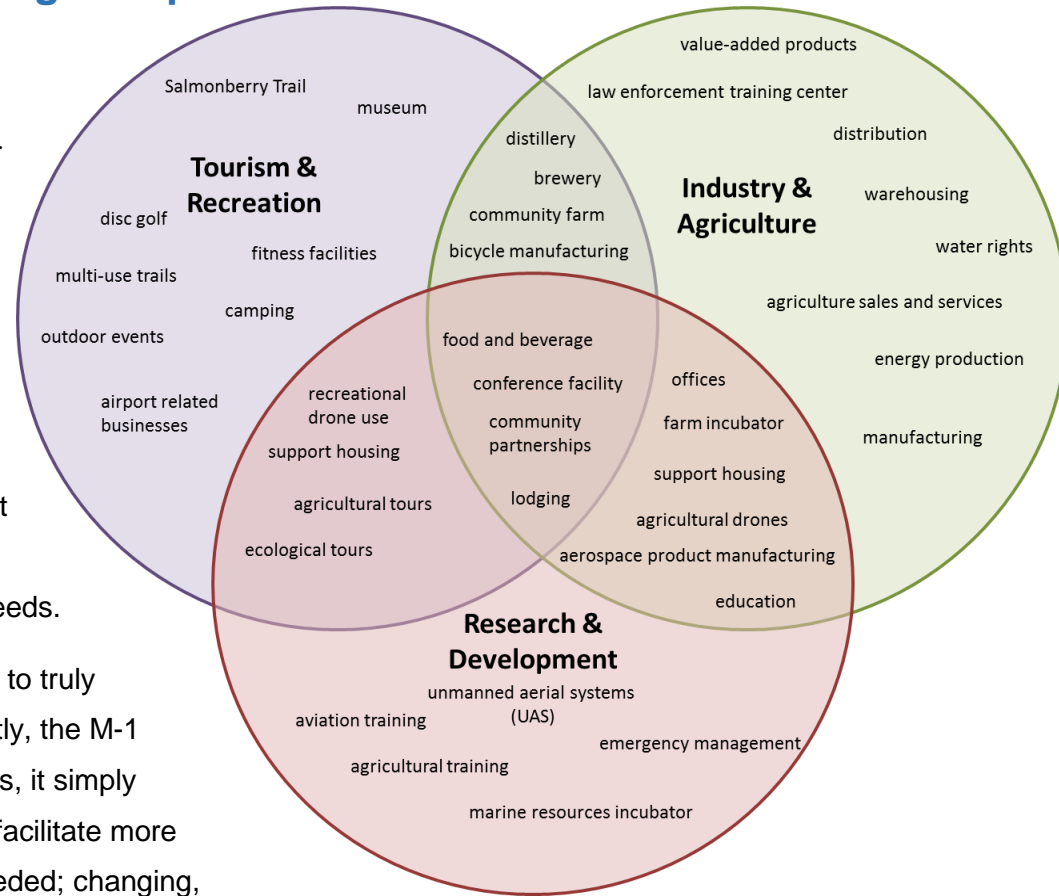 Salmonberry Trail
museum
Tourism &
Recreation
disc golf
fitness facilities
multi-use trails
camping
outdoor events
airport related
businesses
distillery
brewery
community farm
bicycle manufacturing
value-added products
law enforcement training center
distribution
Industry &
Agriculture
warehousing
water rights
agriculture sales and services
energy production
manufacturing
food and beverage
conference facility
community
partnerships
lodging
recreational
drone use
support housing
agricultural tours
ecological tours
offices
farm incubator
support housing
agricultural drones
aerospace product manufacturing
education
Research &
Development
unmanned aerial systems
(UAS)
aviation training
emergency management
agricultural training
marine resources incubator
t
eeds.
to truly
tly, the M-1
s, it simply
facilitate more
eded; changing,